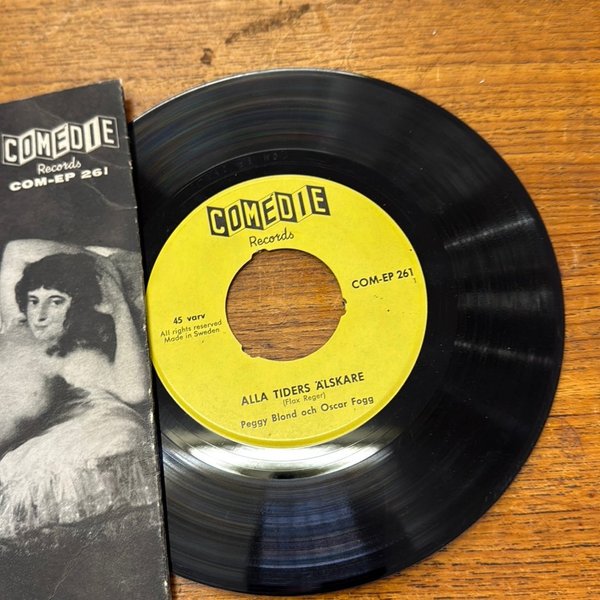 COMEDIE
Records
COM-EP 261
COMEDIE
Records
COM-EP 261
45 varv
All rights reserved
Made in Sweden
ALLA TIDERS ÄLSKARE
(Flax Reger)
Peggy Blond och Oscar Fogg